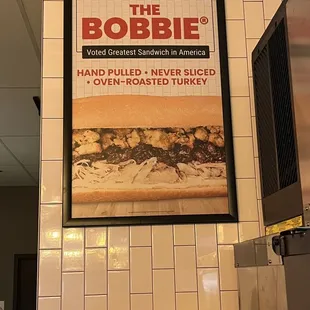 THE
BOBBIE®
Voted Greatest Sandwich in America
HAND PULLED • NEVER SLICED
• OVEN-ROASTED TURKEY